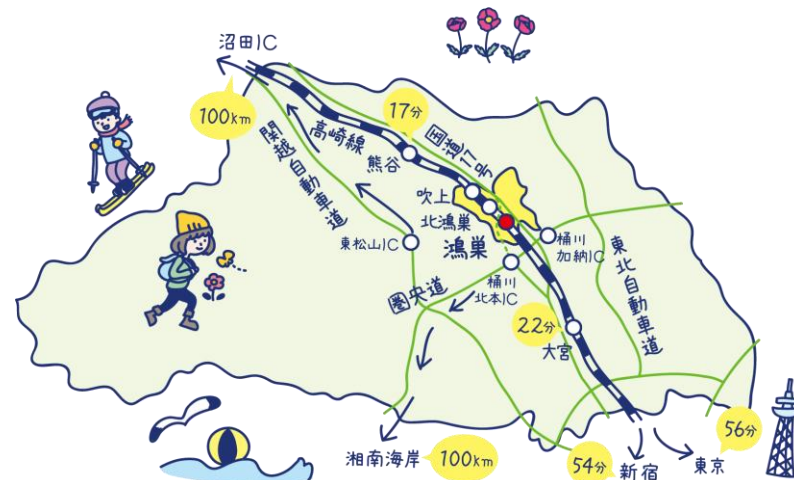 沼田IC
100km
関越自動車道
高崎線
17分
熊谷
国道17号
吹上
北鴻巣
鴻巣
東松山IC
桶川
加納IC
桶川
北本IC
圏央道
東北自動車道
22分
大宮
湘南海岸
100km
54分
新宿
56分
東京